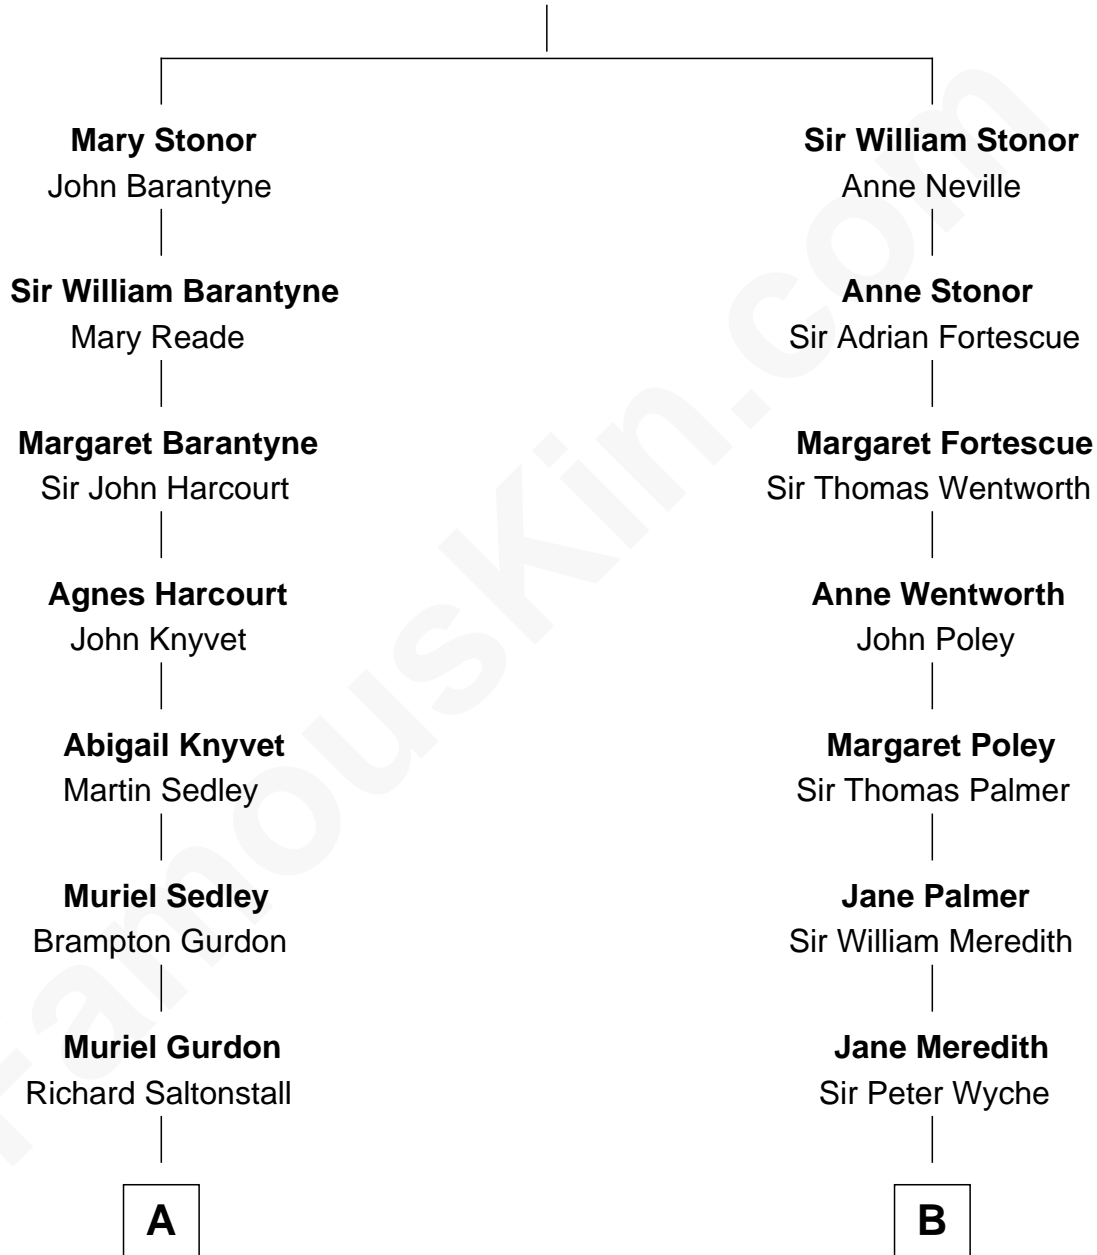 Mary Stonor
John Barantyne
Sir William Barantyne
Mary Reade
Margaret Barantyne
Sir John Harcourt
Agnes Harcourt
John Knyvet
Abigail Knyvet
Martin Sedley
Muriel Sedley
Brampton Gurdon
Muriel Gurdon
Richard Saltonstall
A
Sir William Stonor
Anne Neville
Anne Stonor
Sir Adrian Fortescue
Margaret Fortescue
Sir Thomas Wentworth
Anne Wentworth
John Poley
Margaret Poley
Sir Thomas Palmer
Jane Palmer
Sir William Meredith
Jane Meredith
Sir Peter Wyche
B
FamousKin.com